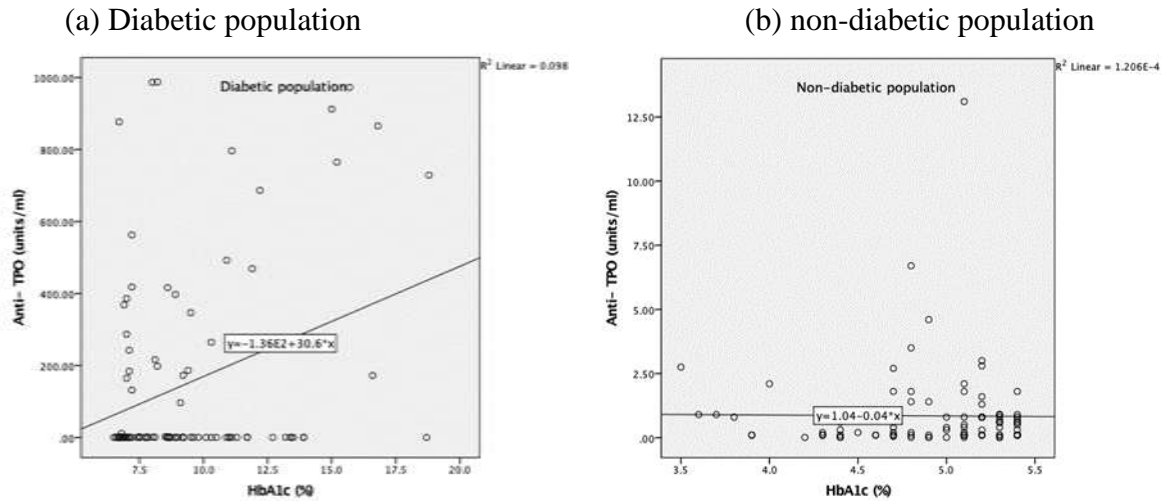 (a) Diabetic population
(b) non-diabetic population
R² Linear = 0.098
Diabetic population
1000.00
800.00
600.00
400.00
200.00
.00
Anti- TPO (units/ml)
y=-1.36E2+30.6*x
7.5
10.0
12.5
15.0
17.5
20.0
HbA1c (%)
R² Linear = 1.206E-4
Non-diabetic population
12.50
10.00
7.50
5.00
2.50
.00
Anti- TPO (units/ml)
y=1.04-0.04*x
3.5
4.0
4.5
5.0
5.5
HbA1c (%)